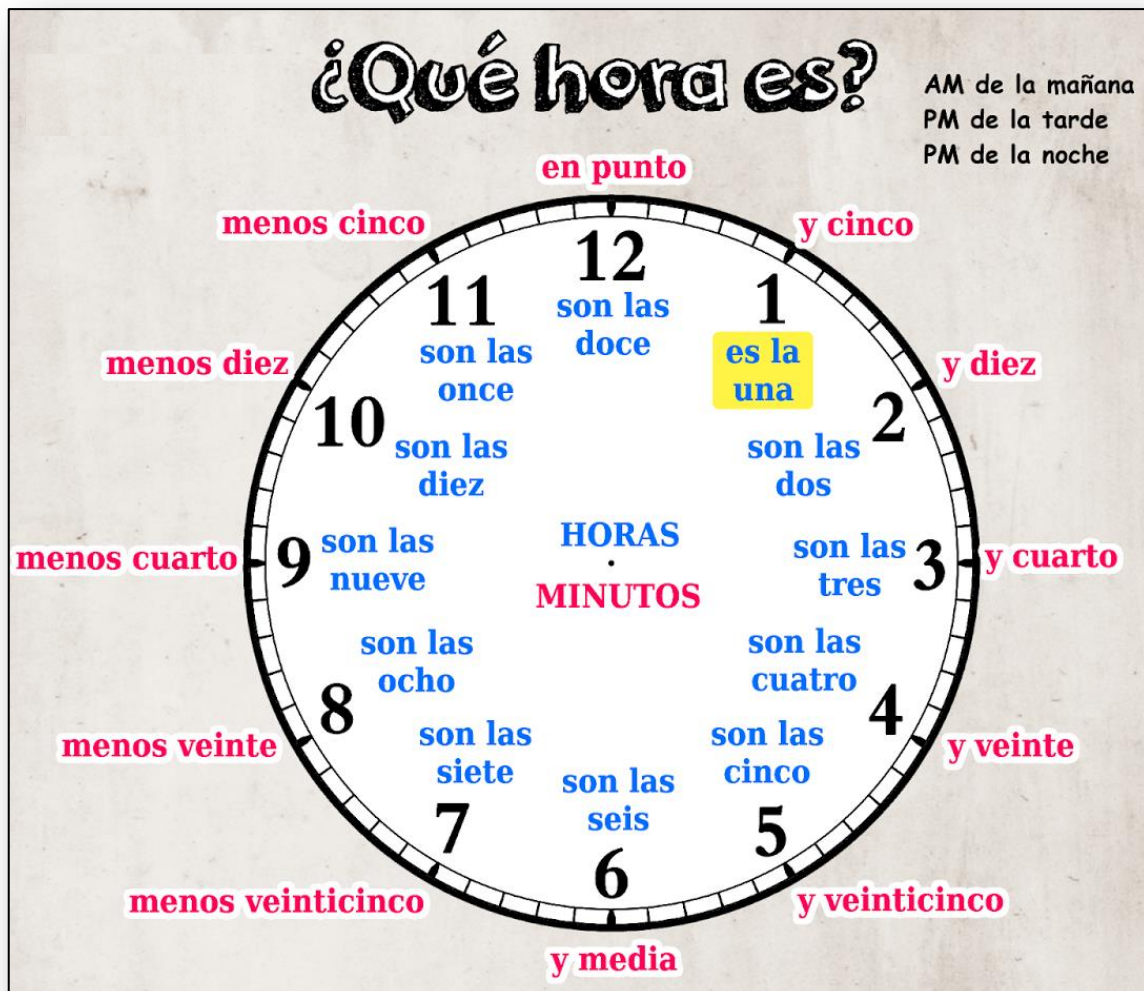 ¿Qué hora es?
AM de la mañana
PM de la tarde
PM de la noche
en punto
menos cinco
y cinco
12
son las
doce
11
son las
once
1
es la
una
menos diez
y diez
10
son las
diez
2
son las
dos
menos cuarto
9
son las
nueve
HORAS
MINUTOS
son las
tres
3
y cuarto
son las
ocho
8
son las
cuatro
4
menos veinte
y veinte
son las
siete
7
son las
seis
6
son las
cinco
5
menos veinticinco
y veinticinco
y media